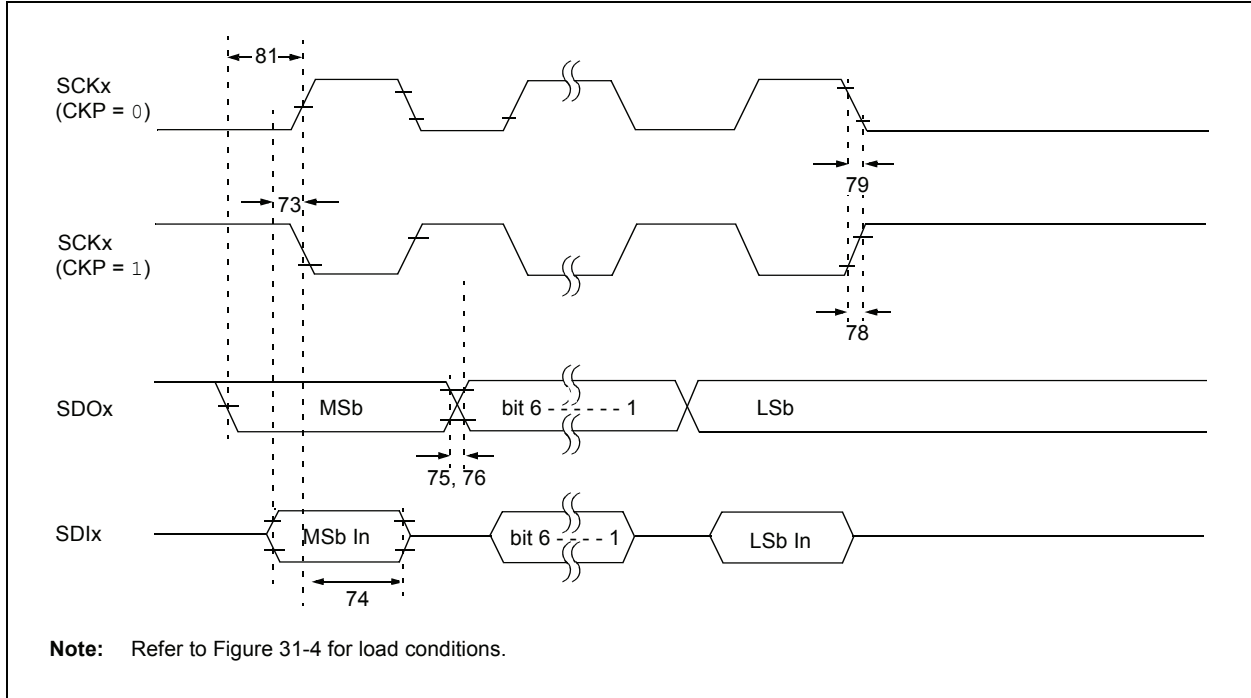 81
SCKx
(CKP = 0)
79
73
SCKx
(CKP = 1)
78
SDOx
MSb
bit 6 - - - - - - 1
LSb
75, 76
SDIx
MSb In
bit 6 - - - - 1
LSb In
74
Note: Refer to Figure 31-4 for load conditions.